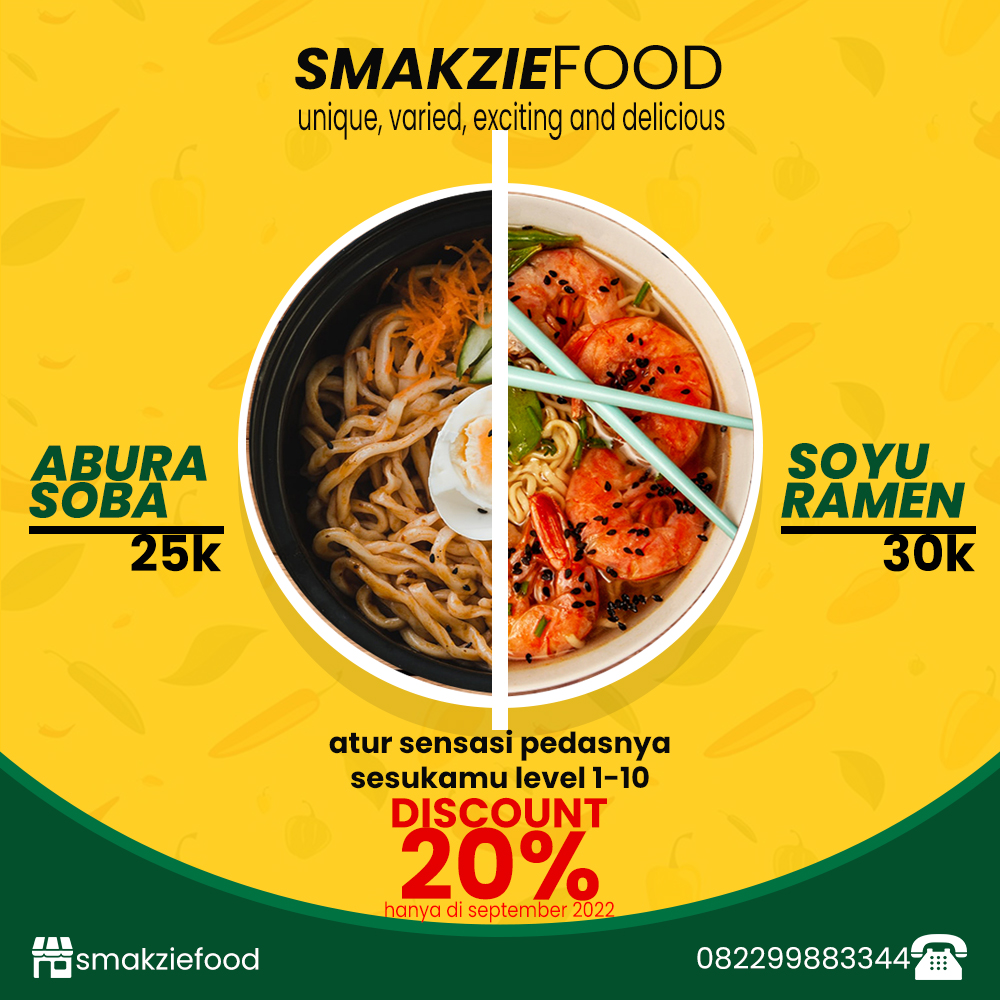 SMAKZIEFOOD
unique, varied, exciting and delicious
ABURA
SOBA
25k
SOYU
RAMEN
30k
atur sensasi pedasnya
sesukamu level 1-10
DISCOUNT
20%
hanya di september 2022
smakziefood
082299883344